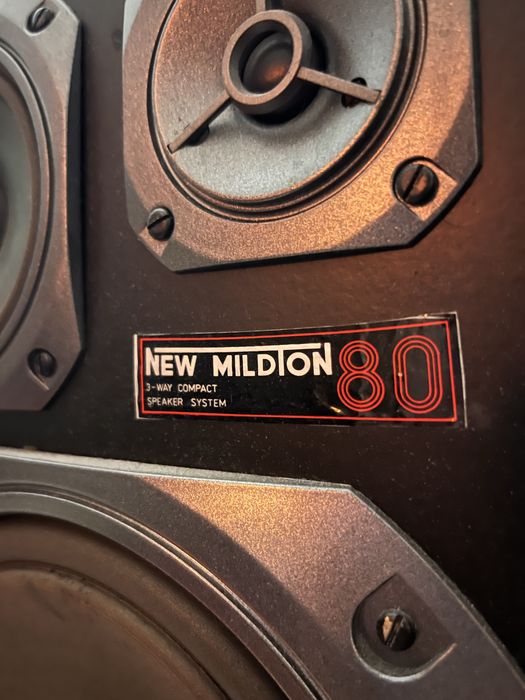 NEW MILDTON 80
3-WAY COMPACT
SPEAKER SYSTEM